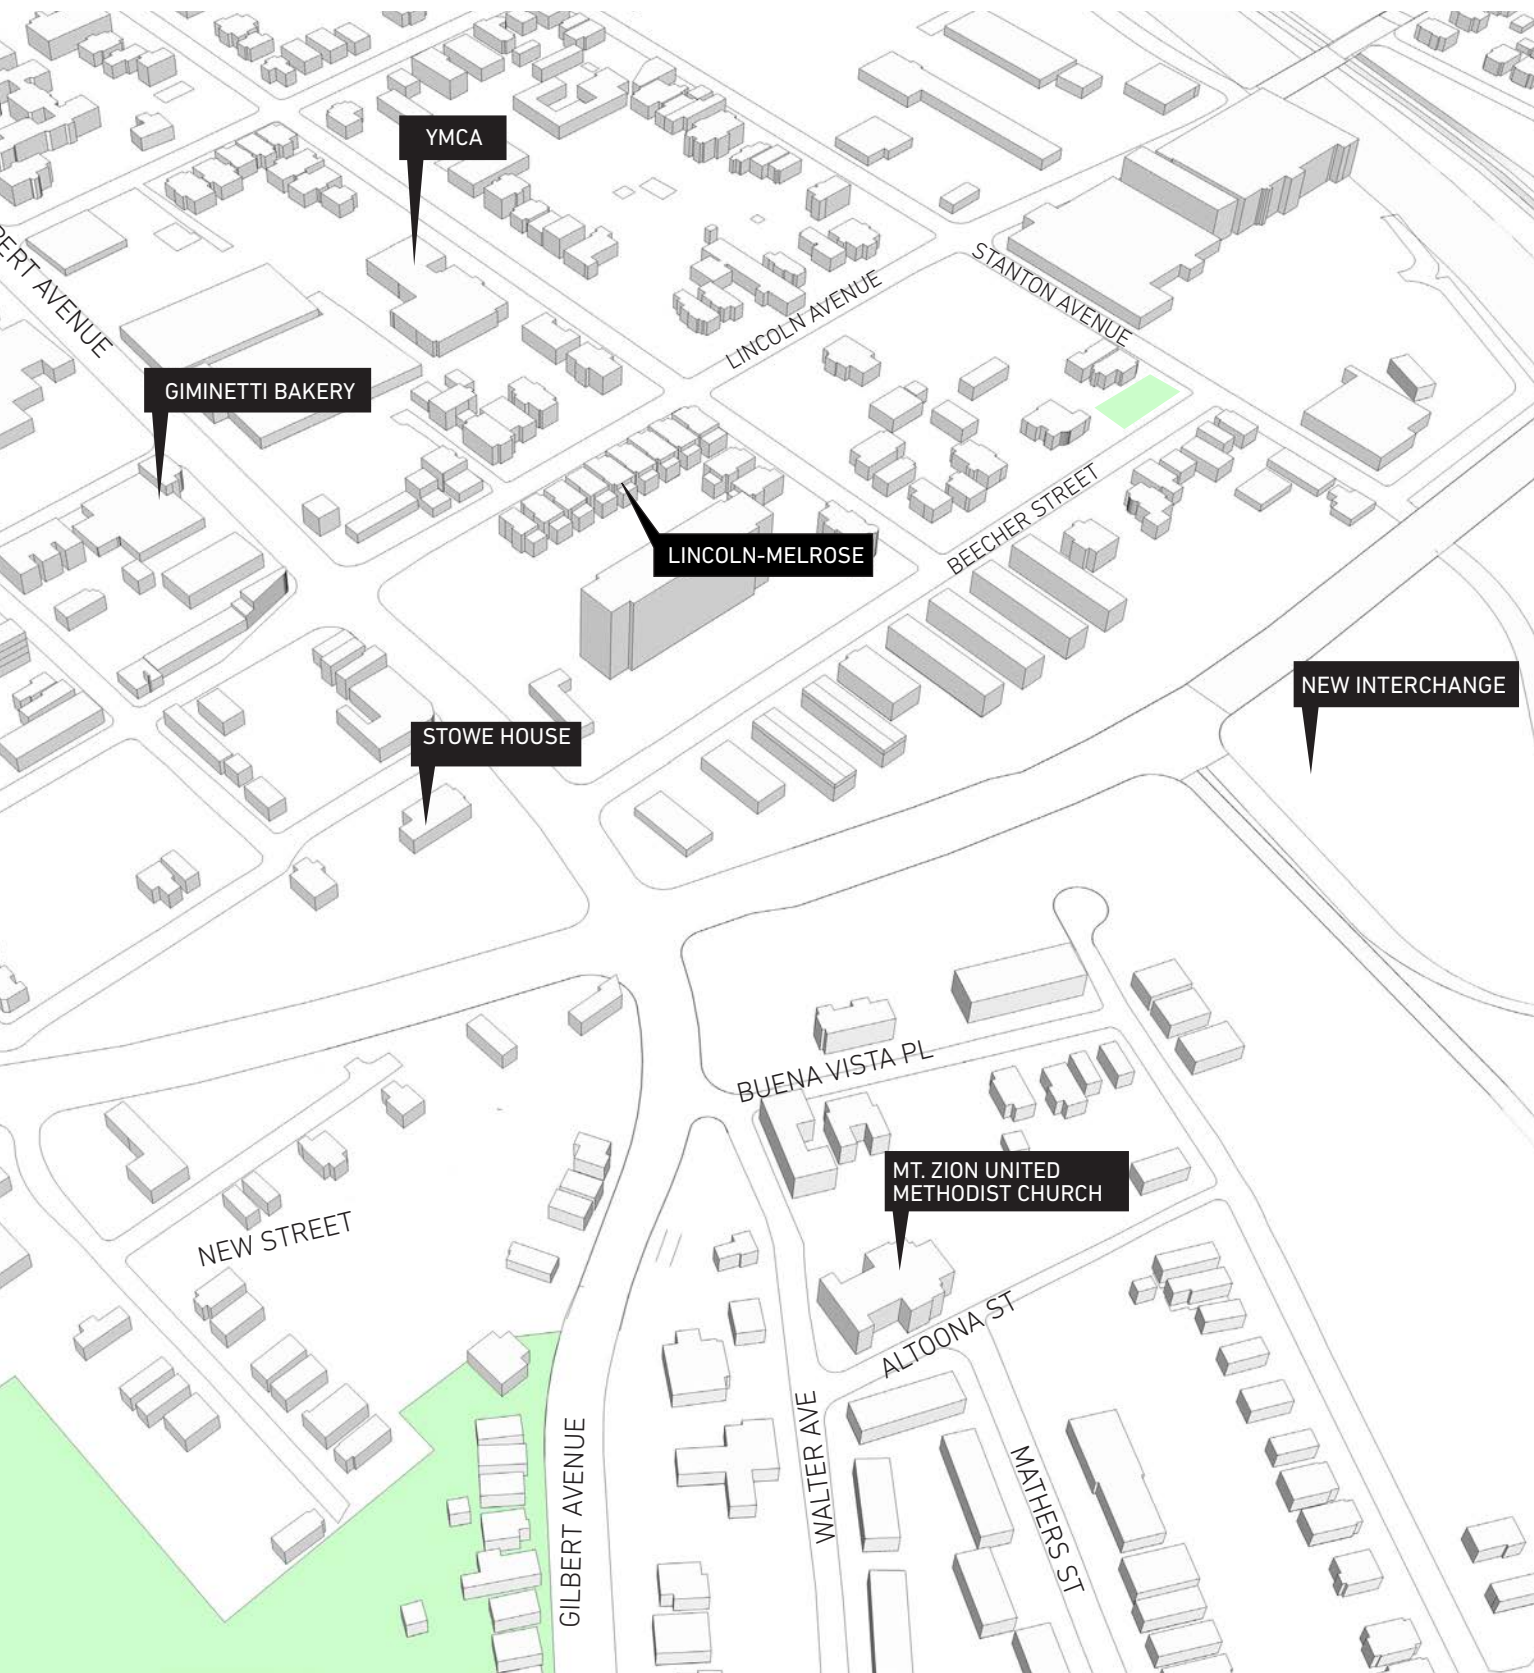 YMCA
BERT AVENUE
STANTON AVENUE
LINCOLN AVENUE
GIMINETTI BAKERY
BEECHER STREET
LINCOLN-MELROSE
NEW INTERCHANGE
STOWE HOUSE
BUENA VISTA PL
MT. ZION UNITED
METHODIST CHURCH
NEW STREET
ALTOONA ST
WALTER AVE
GILBERT AVENUE
MATHERS ST